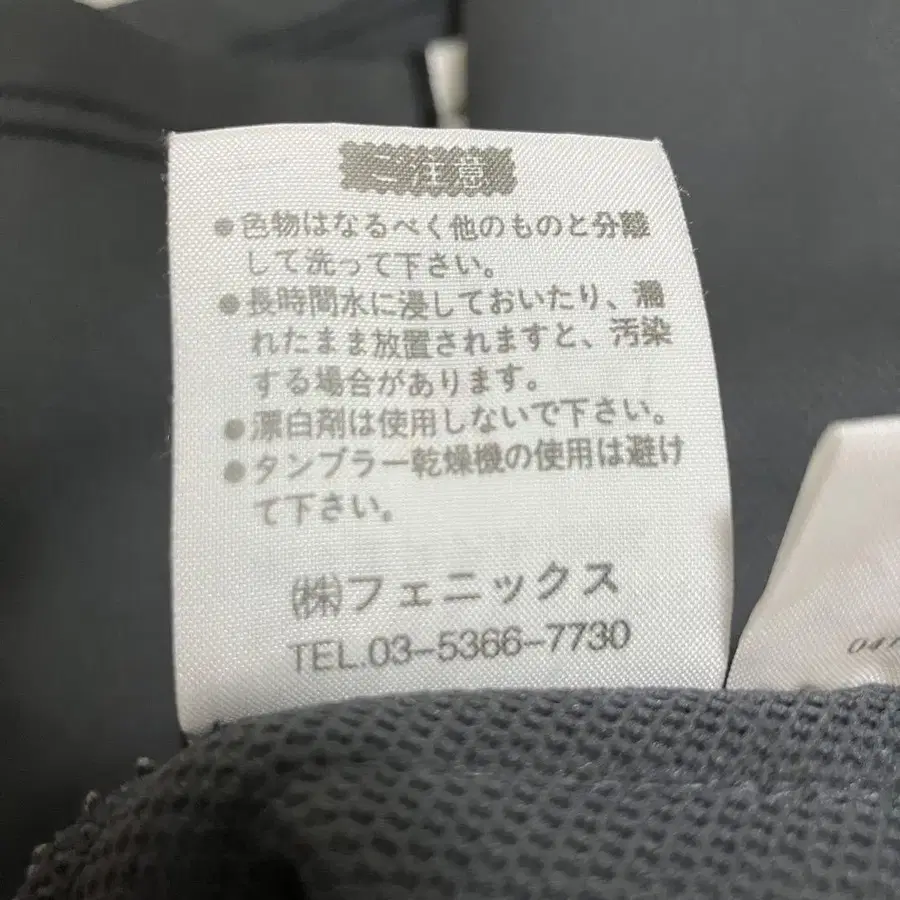 ご注意
●色物はなるべく他のものと分離
して洗って下さい。
●長時間水に浸しておいたり、濡
れたまま放置されますと、汚染
する場合があります。
●漂白剤は使用しないで下さい。
●タンブラー乾燥機の使用は避け
て下さい。
(株)フェニックス
TEL.03-5366-7730
047